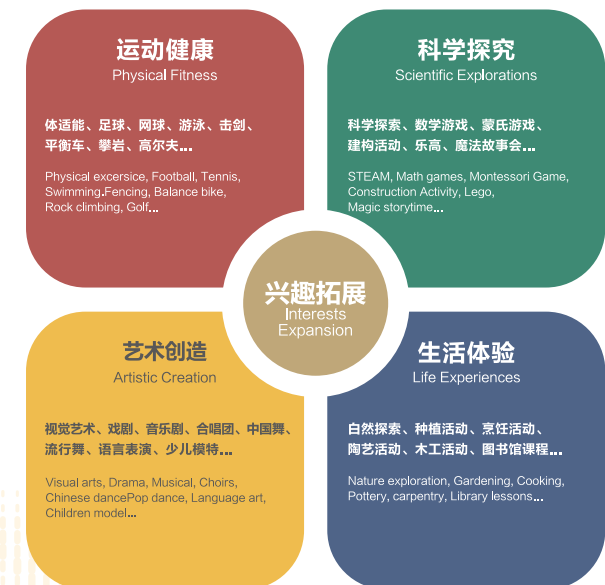 运动健康
Physical Fitness
体适能、足球、网球、游泳、击剑、
平衡车、攀岩、高尔夫...
Physical excersice, Football, Tennis,
Swimming.Fencing, Balance bike,
Rock climbing, Golf...
科学探究
Scientific Explorations
科学探索、数学游戏、蒙氏游戏、
建构活动、乐高、魔法故事会...
STEAM, Math games, Montessori Game,
Construction Activity, Lego,
Magic storytime...
兴趣拓展
Interests
Expansion
艺术创造
Artistic Creation
视觉艺术、戏剧、音乐剧、合唱团、中国舞、
流行舞、语言表演、少儿模特...
Visual arts, Drama, Musical, Choirs,
Chinese dancePop dance, Language art,
Children model...
生活体验
Life Experiences
自然探索、种植活动、烹饪活动、
陶艺活动、木工活动、图书馆课程...
Nature exploration, Gardening, Cooking,
Pottery, carpentry, Library lessons...